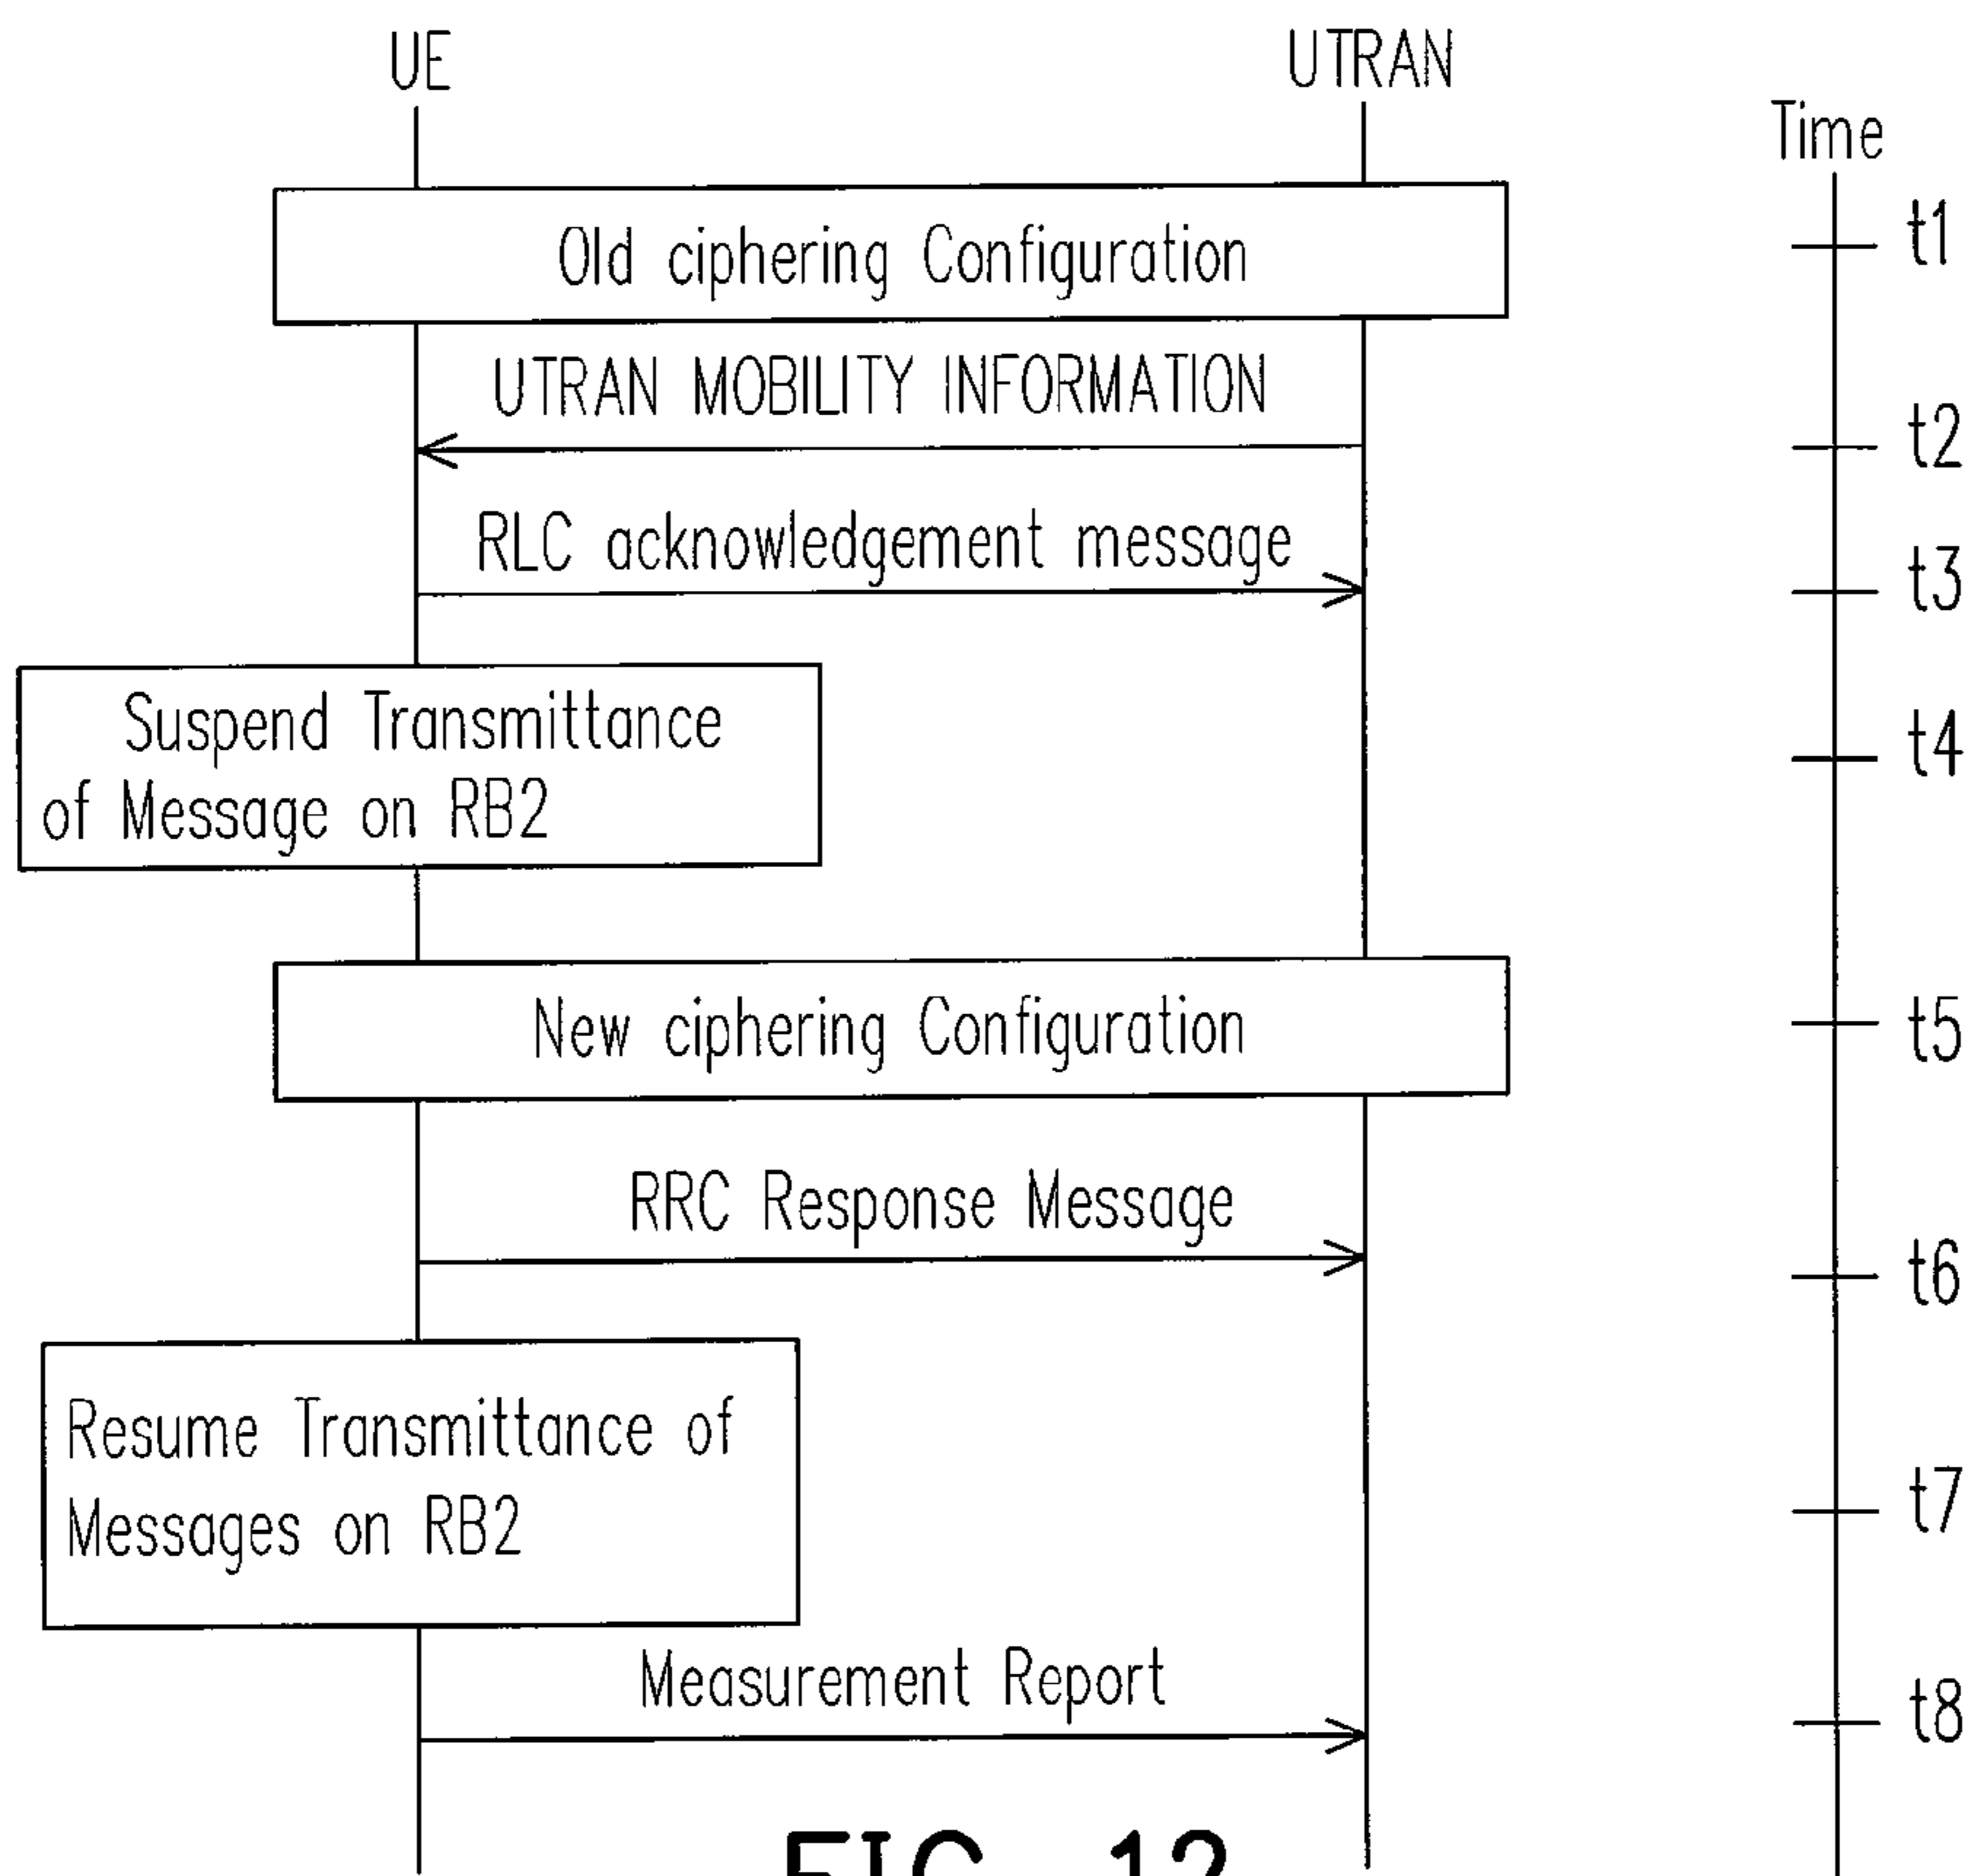 UE
UTRAN
Time
Old ciphering Configuration
t1
UTRAN MOBILITY INFORMATION
t2
RLC acknowledgement message
t3
Suspend Transmittance
of Message on RB2
t4
New ciphering Configuration
t5
RRC Response Message
t6
Resume Transmittance of
Messages on RB2
t7
Measurement Report
t8
FIG. 12